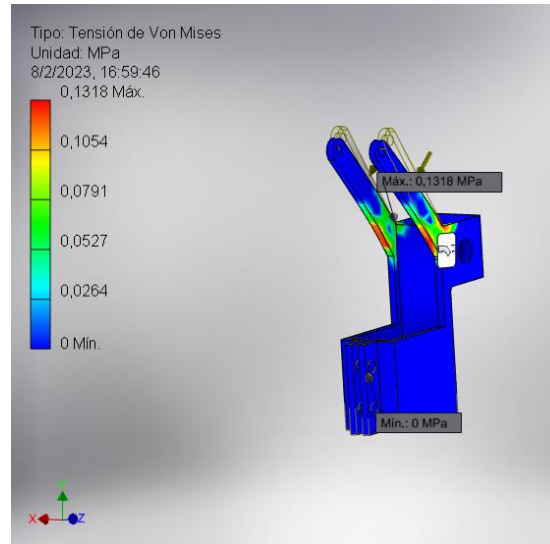 Tipo: Tensión de Von Mises
Unidad: MPa
8/2/2023, 16:59:46
0,1318 Máx.
0,1054
0,0791
0,0527
0,0264
0 Mín.
Máx.: 0,1318 MPa
Mín.: 0 MPa
Y
X
Z